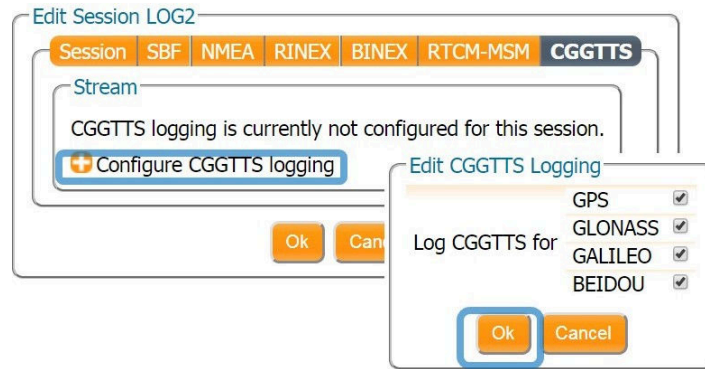 Edit Session LOG2
Session SBF NMEA RINEX BINEX RTCM-MSM CGGTTS
Stream
CGGTTS logging is currently not configured for this session.
Configure CGGTTS logging
Ok
Edit CGGTTS Logging
Log CGGTTS for
GPS
GLONASS
GALILEO
BEIDOU
Ok Cancel